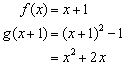 f(x) = x + 1
g(x + 1) = (x + 1)² − 1
= x² + 2x